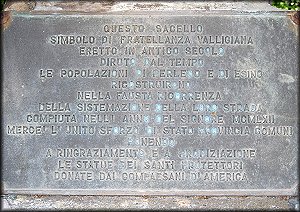 QUESTO SACELLO
SIMBOLO DI FRATELLANZA VALLIGIANA
ERETTO IN ANTICO SECOLO
DIRUTO DAL TEMPO
LE POPOLAZIONI DI PERLEDO E DI ESINO
RICOSTRUIRONO
NELLA FAUSTA RICORRENZA
DELLA SISTEMAZIONE DELLA LORO STRADA
COMPIUTA NELL'ANNO DEL SIGNORE MCMLXII
MERCE L'UNITO SFORZO DI STATO PROVINCIA COMUNI
PONENDO
A RINGRAZIAMENTO E A PROPIZIAZIONE
LE STATUE DEI SANTI PROTETTORI
DONATE DAI COMPAESANI D'AMERICA